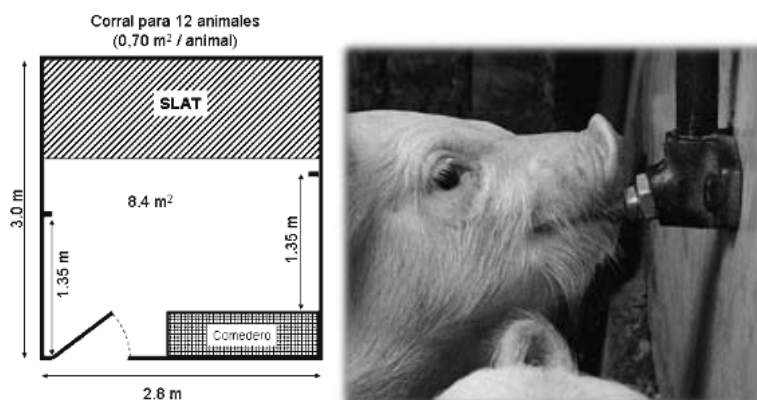 Corral para 12 animales
(0,70 m² / animal)
SLAT
8.4 m²
3.0 m
1.35 m
1.35 m
Comedero
2.8 m